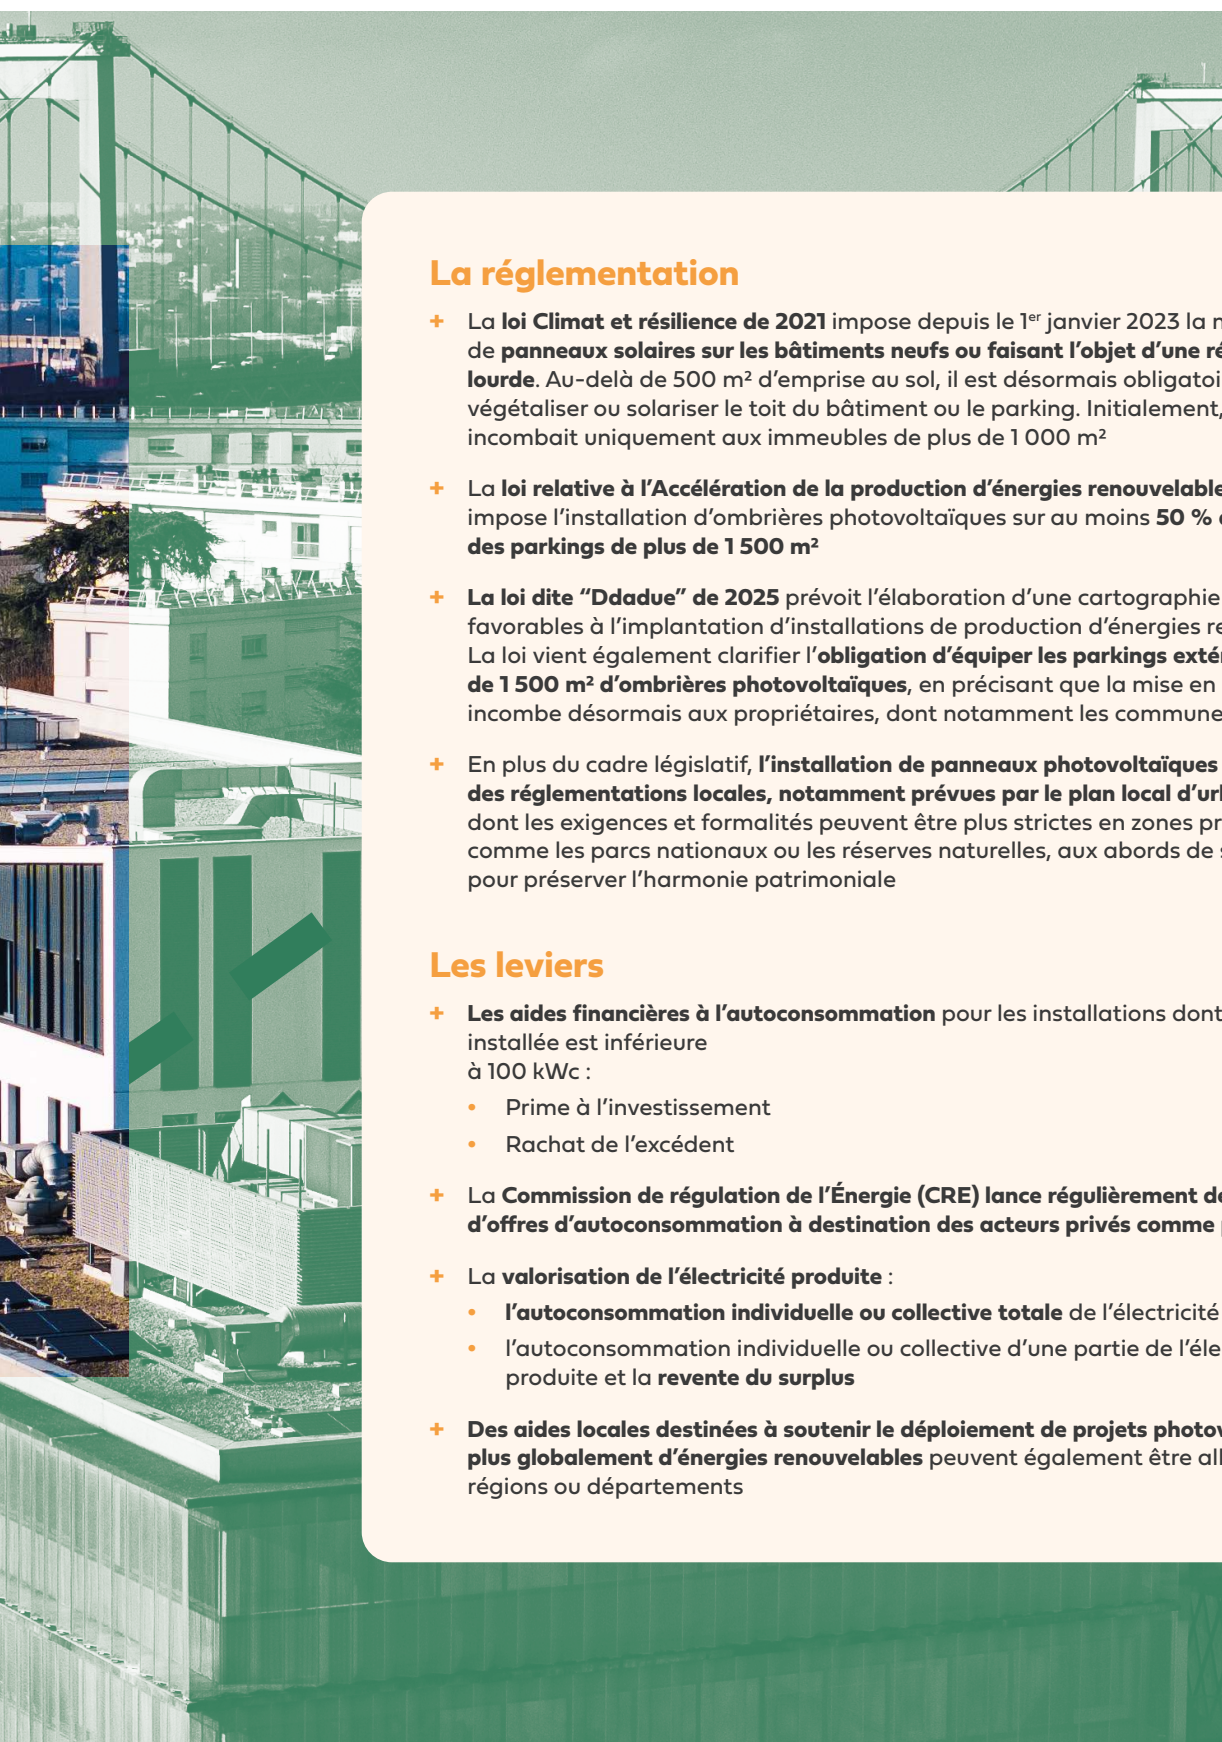 La réglementation
+ La loi Climat et résilience de 2021 impose depuis le 1er janvier 2023 la
de panneaux solaires sur les bâtiments neufs ou faisant l’objet d’une
lourde. Au-delà de 500 m² d’emprise au sol, il est désormais
végétaliser ou solariser le toit du bâtiment ou le parking. Initialement,
incombait uniquement aux immeubles de plus de 1 000 m²
+ La loi relative à l’Accélération de la production d’énergies
impose l’installation d’ombrières photovoltaïques sur au moins 50 %
des parkings de plus de 1 500 m²
+ La loi dite “Ddadue” de 2025 prévoit l’élaboration d’une cartographie
favorables à l’implantation d’installations de production d’énergies
La loi vient également clarifier l’obligation d’équiper les parkings
de 1 500 m² d’ombrières photovoltaïques, en précisant que la mise en
incombe désormais aux propriétaires, dont notamment les
+ En plus du cadre législatif, l’installation de panneaux photovoltaïques
des réglementations locales, notamment prévues par le plan local
dont les exigences et formalités peuvent être plus strictes en zones
comme les parcs nationaux ou les réserves naturelles, aux abords de
pour préserver l’harmonie patrimoniale
Les leviers
+ Les aides financières à l’autoconsommation pour les installations dont
installée est inférieure
à 100 kWc :
• Prime à l’investissement
• Rachat de l’excédent
+ La Commission de régulation de l’Énergie (CRE) lance régulièrement
d’offres d’autoconsommation à destination des acteurs privés comme
+ La valorisation de l’électricité produite :
• l’autoconsommation individuelle ou collective totale de l’électricité
• l’autoconsommation individuelle ou collective d’une partie de
produite et la revente du surplus
+ Des aides locales destinées à soutenir le déploiement de projets
plus globalement d’énergies renouvelables peuvent également être
régions ou départements